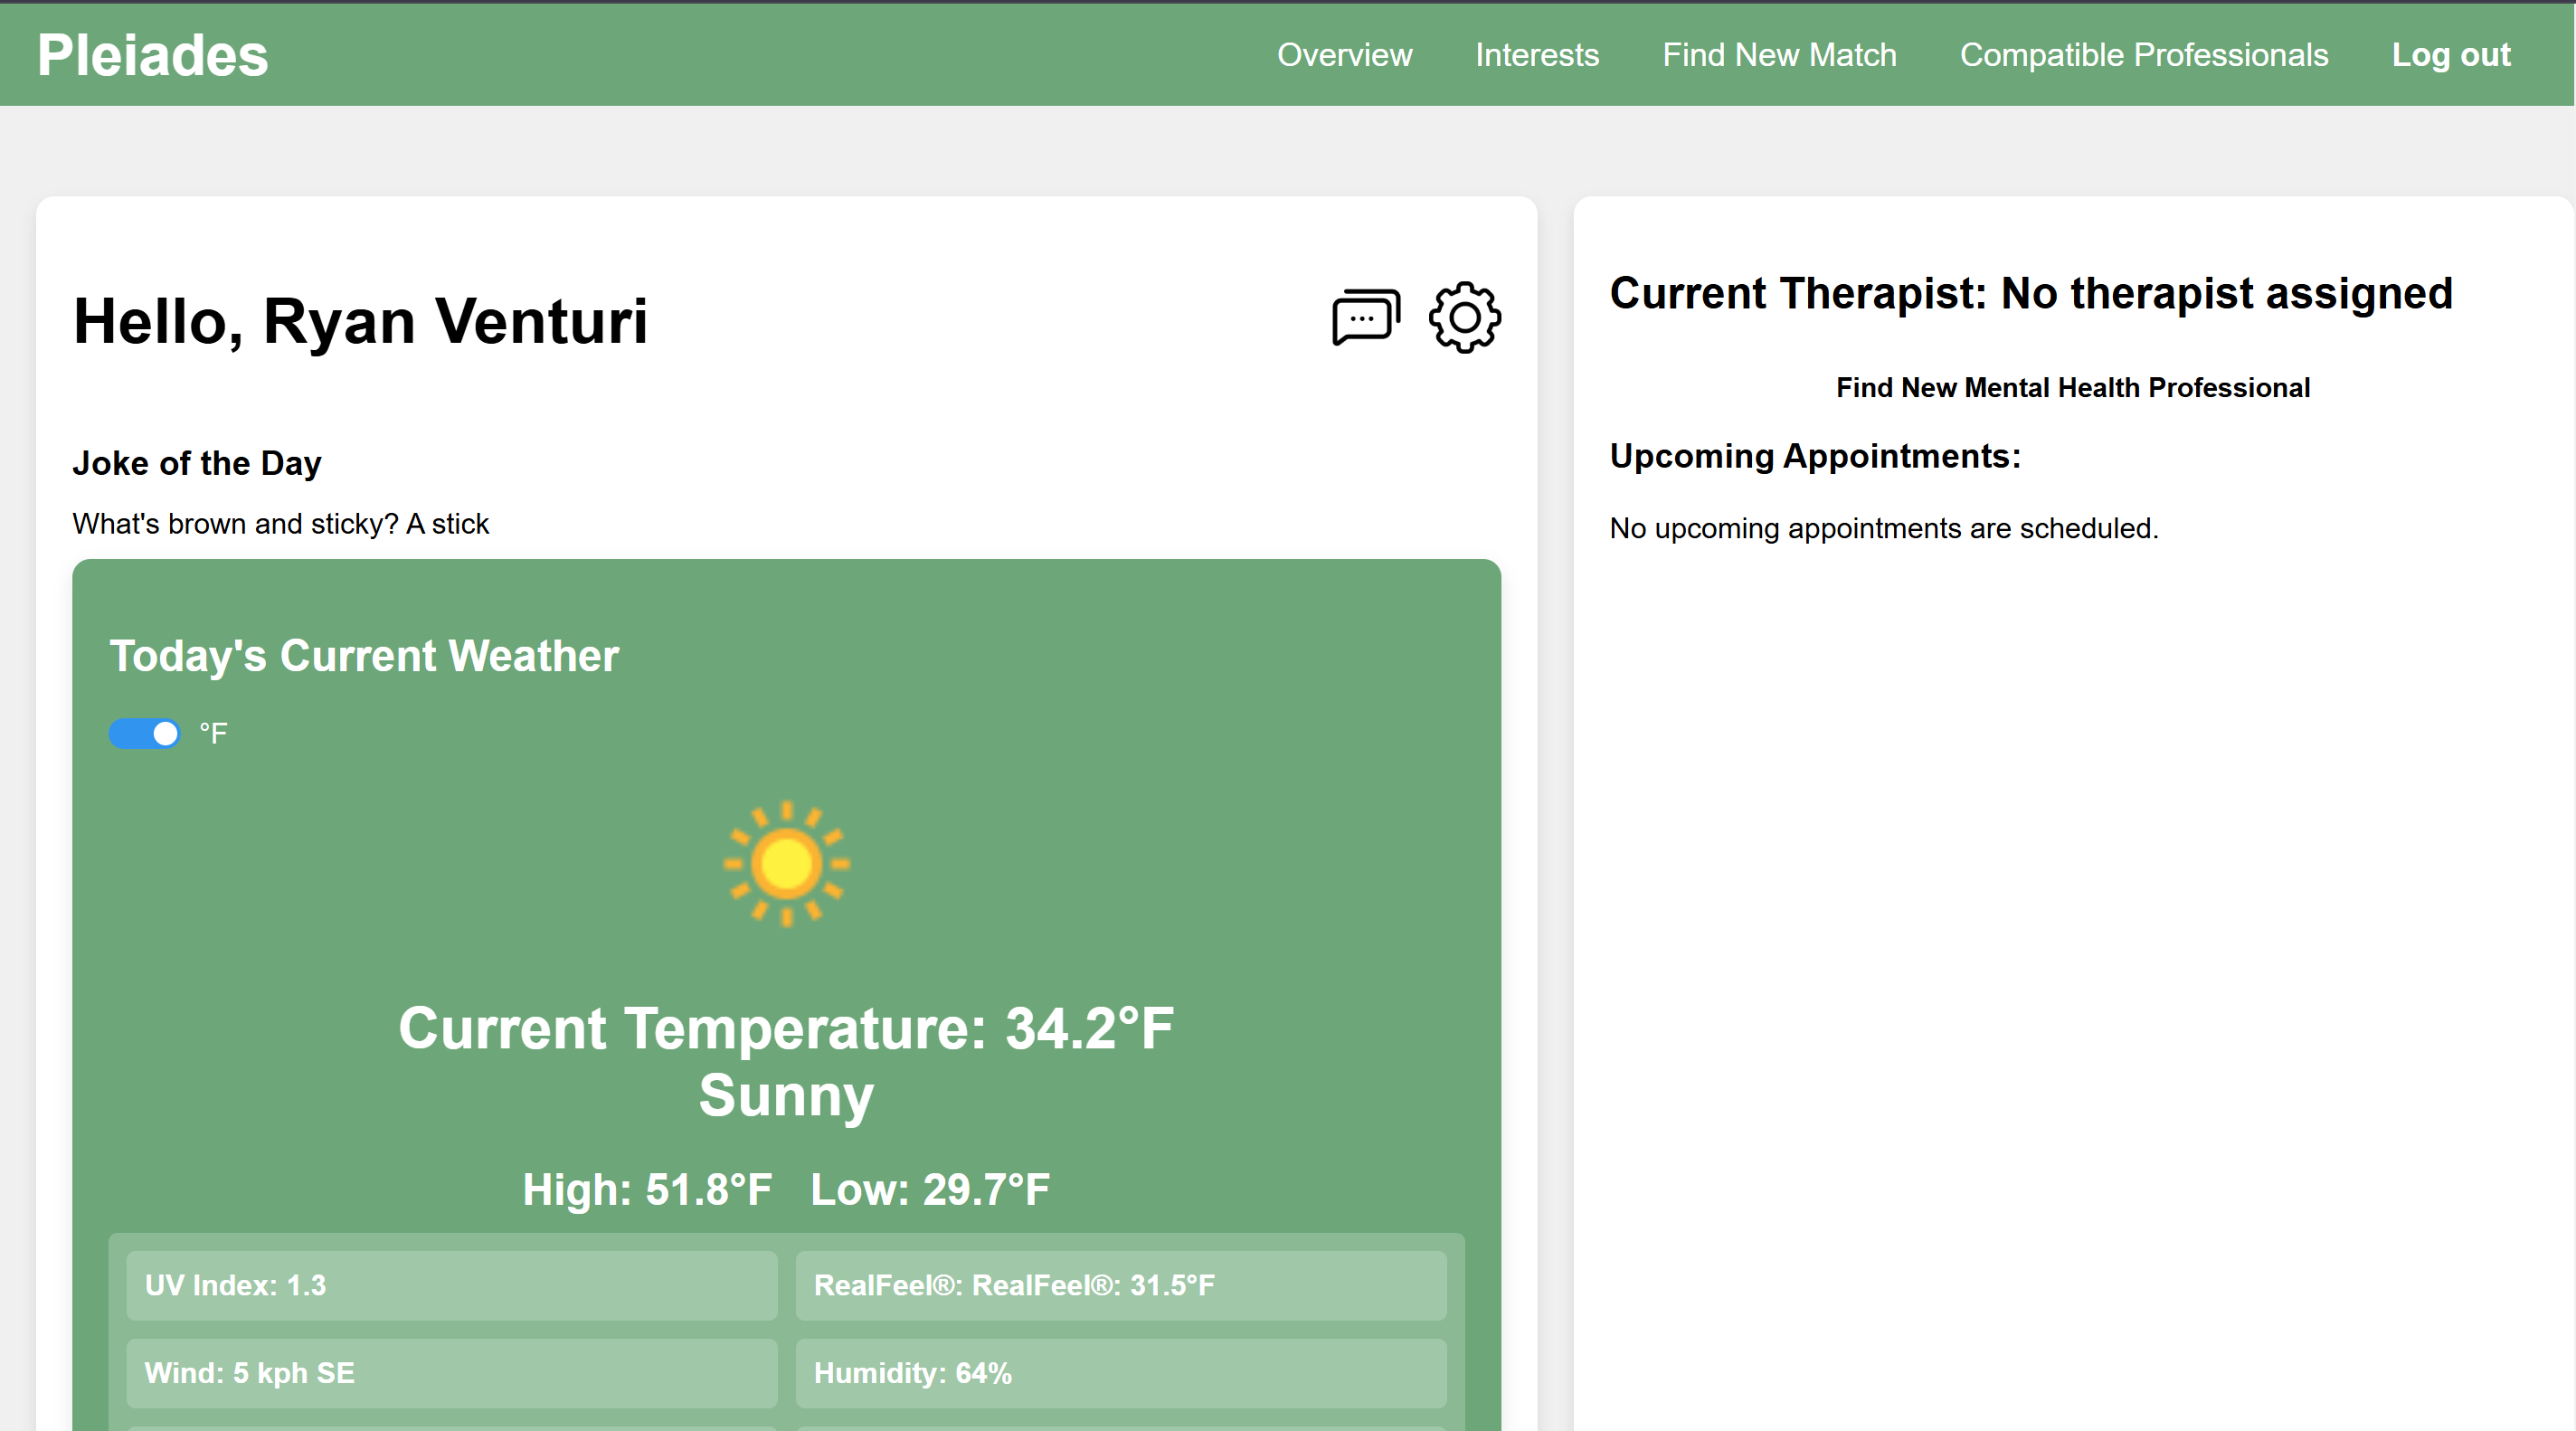 Pleiades
Overview Interests Find New Match Compatible Professionals Log out
Hello, Ryan Venturi
Joke of the Day
What's brown and sticky? A stick
Today's Current Weather
°F
Current Temperature: 34.2°F
Sunny
High: 51.8°F Low: 29.7°F
UV Index: 1.3
RealFeel®: RealFeel®: 31.5°F
Wind: 5 kph SE
Humidity: 64%
Current Therapist: No therapist assigned
Find New Mental Health Professional
Upcoming Appointments:
No upcoming appointments are scheduled.